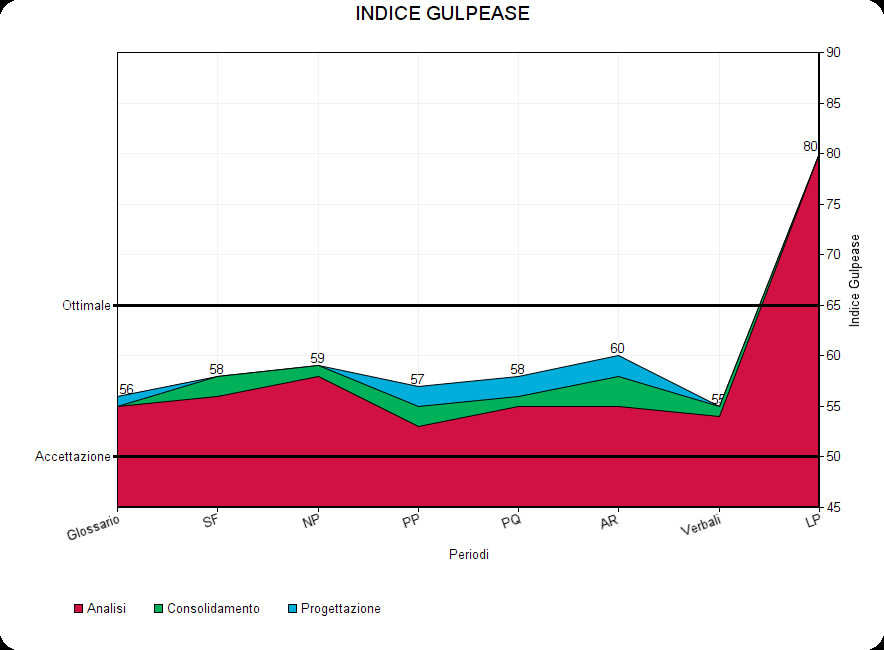 INDICE GULPEASE
90
85
80
80
75
70
Indice Gulpease
Ottimale
65
60
60
59
58
58
57
56
55
55
Accettazione
50
45
Glossario
SF
NP
PP
PQ
AR
Verbali
LP
Periodi
Analisi
Consolidamento
Progettazione